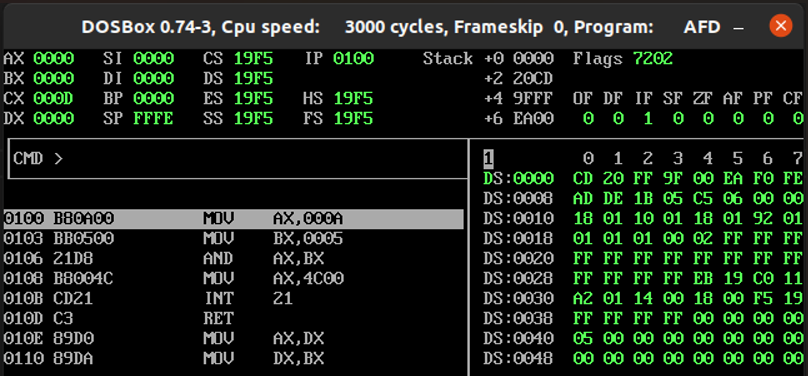 DOSBox 0.74-3, Cpu speed: 3000 cycles, Frameskip 0, Program: AFD
AX 0000 SI 0000 CS 19F5 IP 0100 Stack +0 0000 Flags 7202
BX 0000 DI 0000 DS 19F5 +2 20CD
CX 000D BP 0000 ES 19F5 HS 19F5 +4 9FFF OF DF IF SF ZF AF PF CF
DX 0000 SP FFFE SS 19F5 FS 19F5 +6 EA00 0 0 1 0 0 0 0 0
CMD >
0100 B80A00 MOV AX,000A
0103 BB0500 MOV BX,0005
0106 21D8 AND AX,BX
0108 B8004C MOV AX,4C00
010B CD21 INT 21
010D C3 RET
010E 89D0 MOV AX,DX
0110 89DA MOV DX,BX
1 0 1 2 3 4 5 6 7
DS:0000 CD 20 FF 9F 00 EA F0 FE
DS:0008 AD DE 1B 05 C5 06 00 00
DS:0010 18 01 10 01 18 01 92 01
DS:0018 01 01 01 00 02 FF FF FF
DS:0020 FF FF FF FF FF FF FF FF
DS:0028 FF FF FF FF EB 19 C0 11
DS:0030 A2 01 14 00 18 00 F5 19
DS:0038 FF FF FF FF 00 00 00 00
DS:0040 05 00 00 00 00 00 00 00
DS:0048 00 00 00 00 00 00 00 00